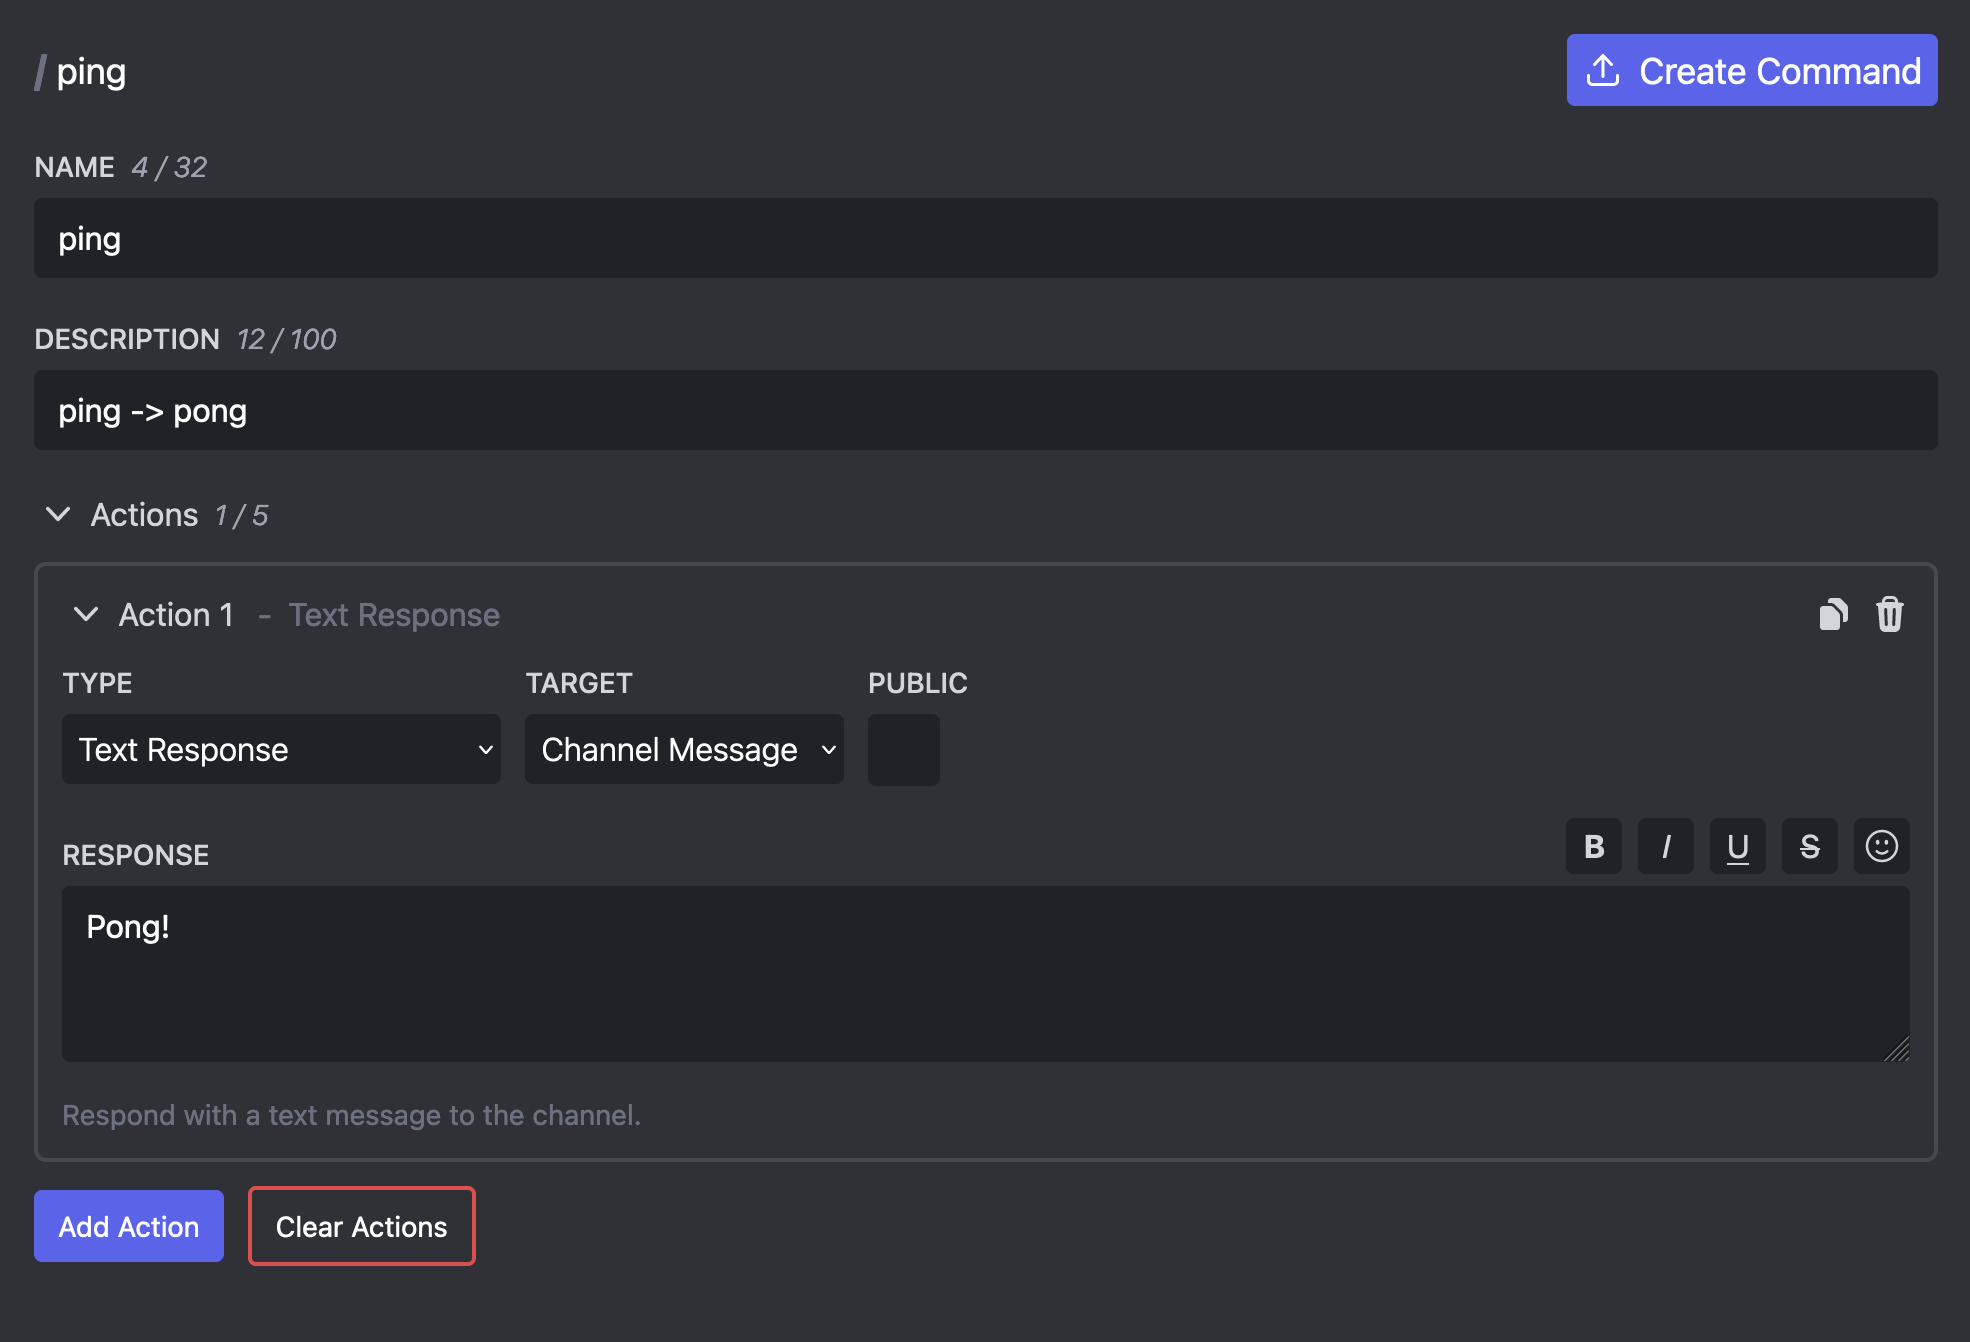 / ping
Create Command
NAME 4 / 32
ping
DESCRIPTION 12 / 100
ping -> pong
Actions 1 / 5
Action 1 - Text Response
TYPE TARGET PUBLIC
Text Response Channel Message
RESPONSE B I U S
Pong!
Respond with a text message to the channel.
Add Action Clear Actions